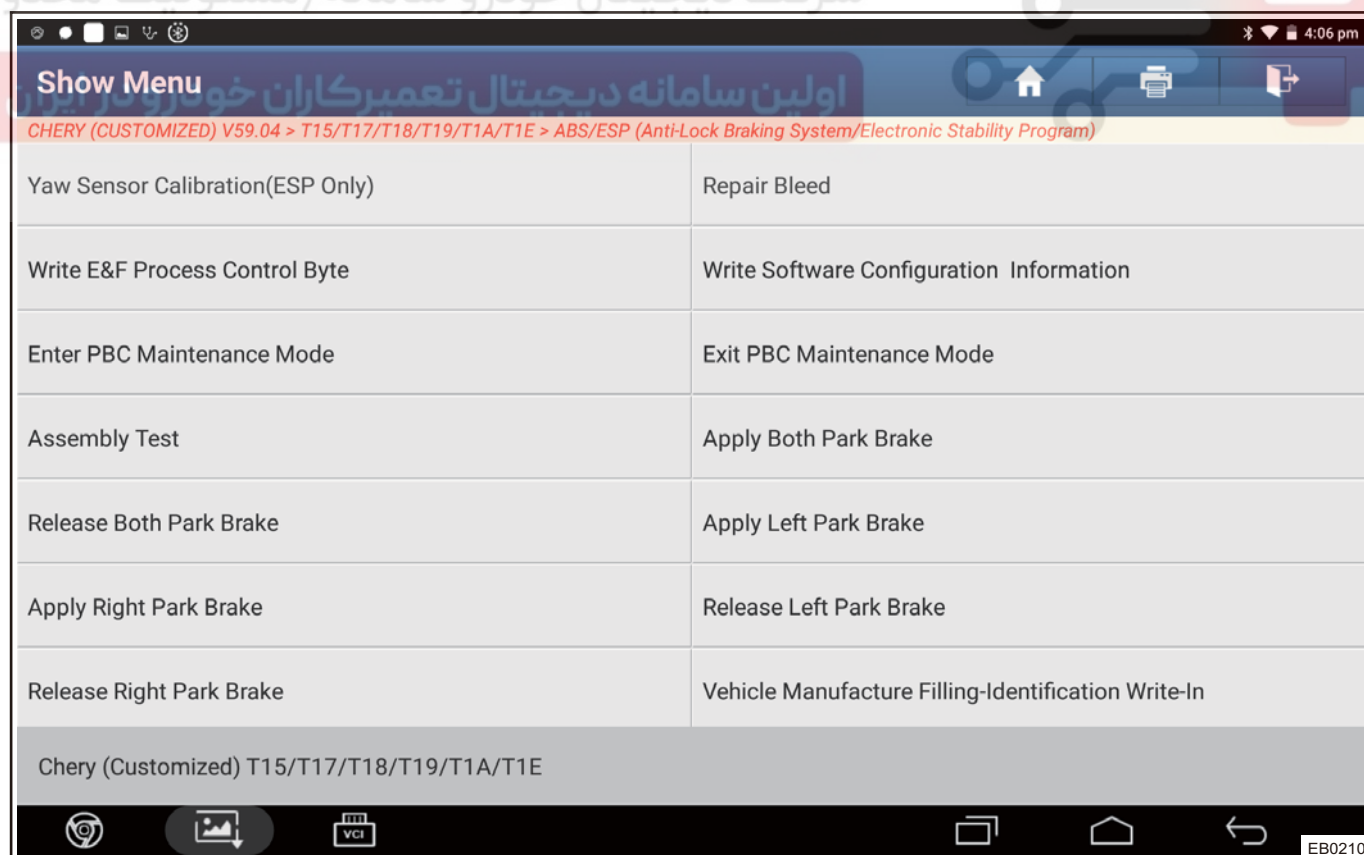 4:06 pm
Show Menu
اولین سامانه دیجیتال تعمیرکاران خودرو در ایران
CHERY (CUSTOMIZED) V59.04 > T15/T17/T18/T19/T1A/T1E > ABS/ESP (Anti-Lock Braking System/Electronic Stability Program)
Yaw Sensor Calibration(ESP Only)
Repair Bleed
Write E&F Process Control Byte
Write Software Configuration Information
Enter PBC Maintenance Mode
Exit PBC Maintenance Mode
Assembly Test
Apply Both Park Brake
Release Both Park Brake
Apply Left Park Brake
Apply Right Park Brake
Release Left Park Brake
Release Right Park Brake
Vehicle Manufacture Filling-Identification Write-In
Chery (Customized) T15/T17/T18/T19/T1A/T1E
VCI
EB0210